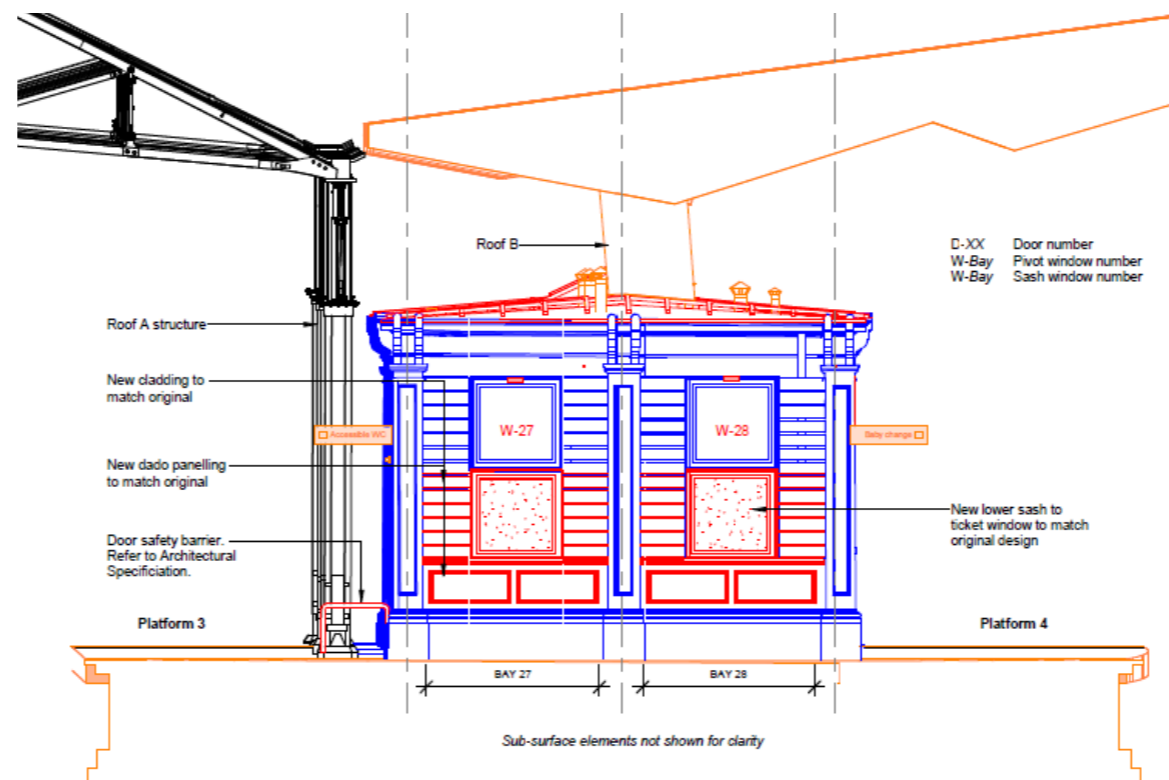 Roof B
D-XX Door number
W-Bay Pivot window number
W-Bay Sash window number
Roof A structure
New cladding to
match original
W-27
W-28
Accessible WC
Baby change
New dado panelling
to match original
New lower sash to
ticket window to match
original design
Door safety barrier.
Refer to Architectural
Specificiation.
Platform 3
Platform 4
BAY 27
BAY 28
Sub-surface elements not shown for clarity